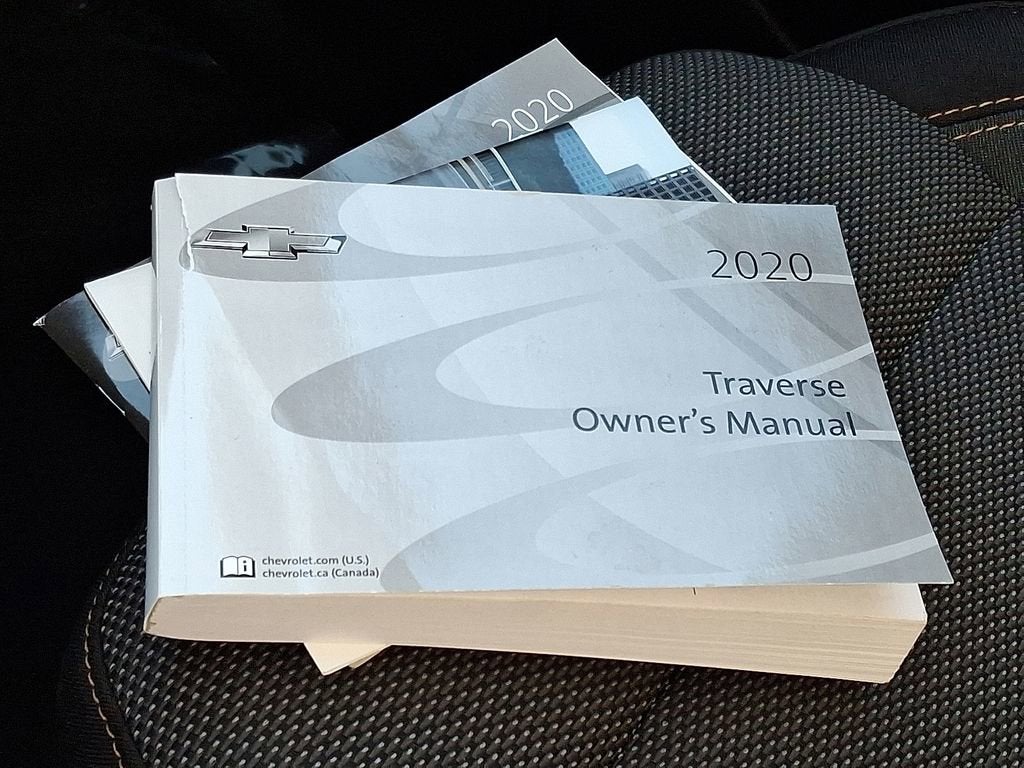 2020
2020
Traverse
Owner's Manual
chevrolet.com (U.S.)
chevrolet.ca (Canada)